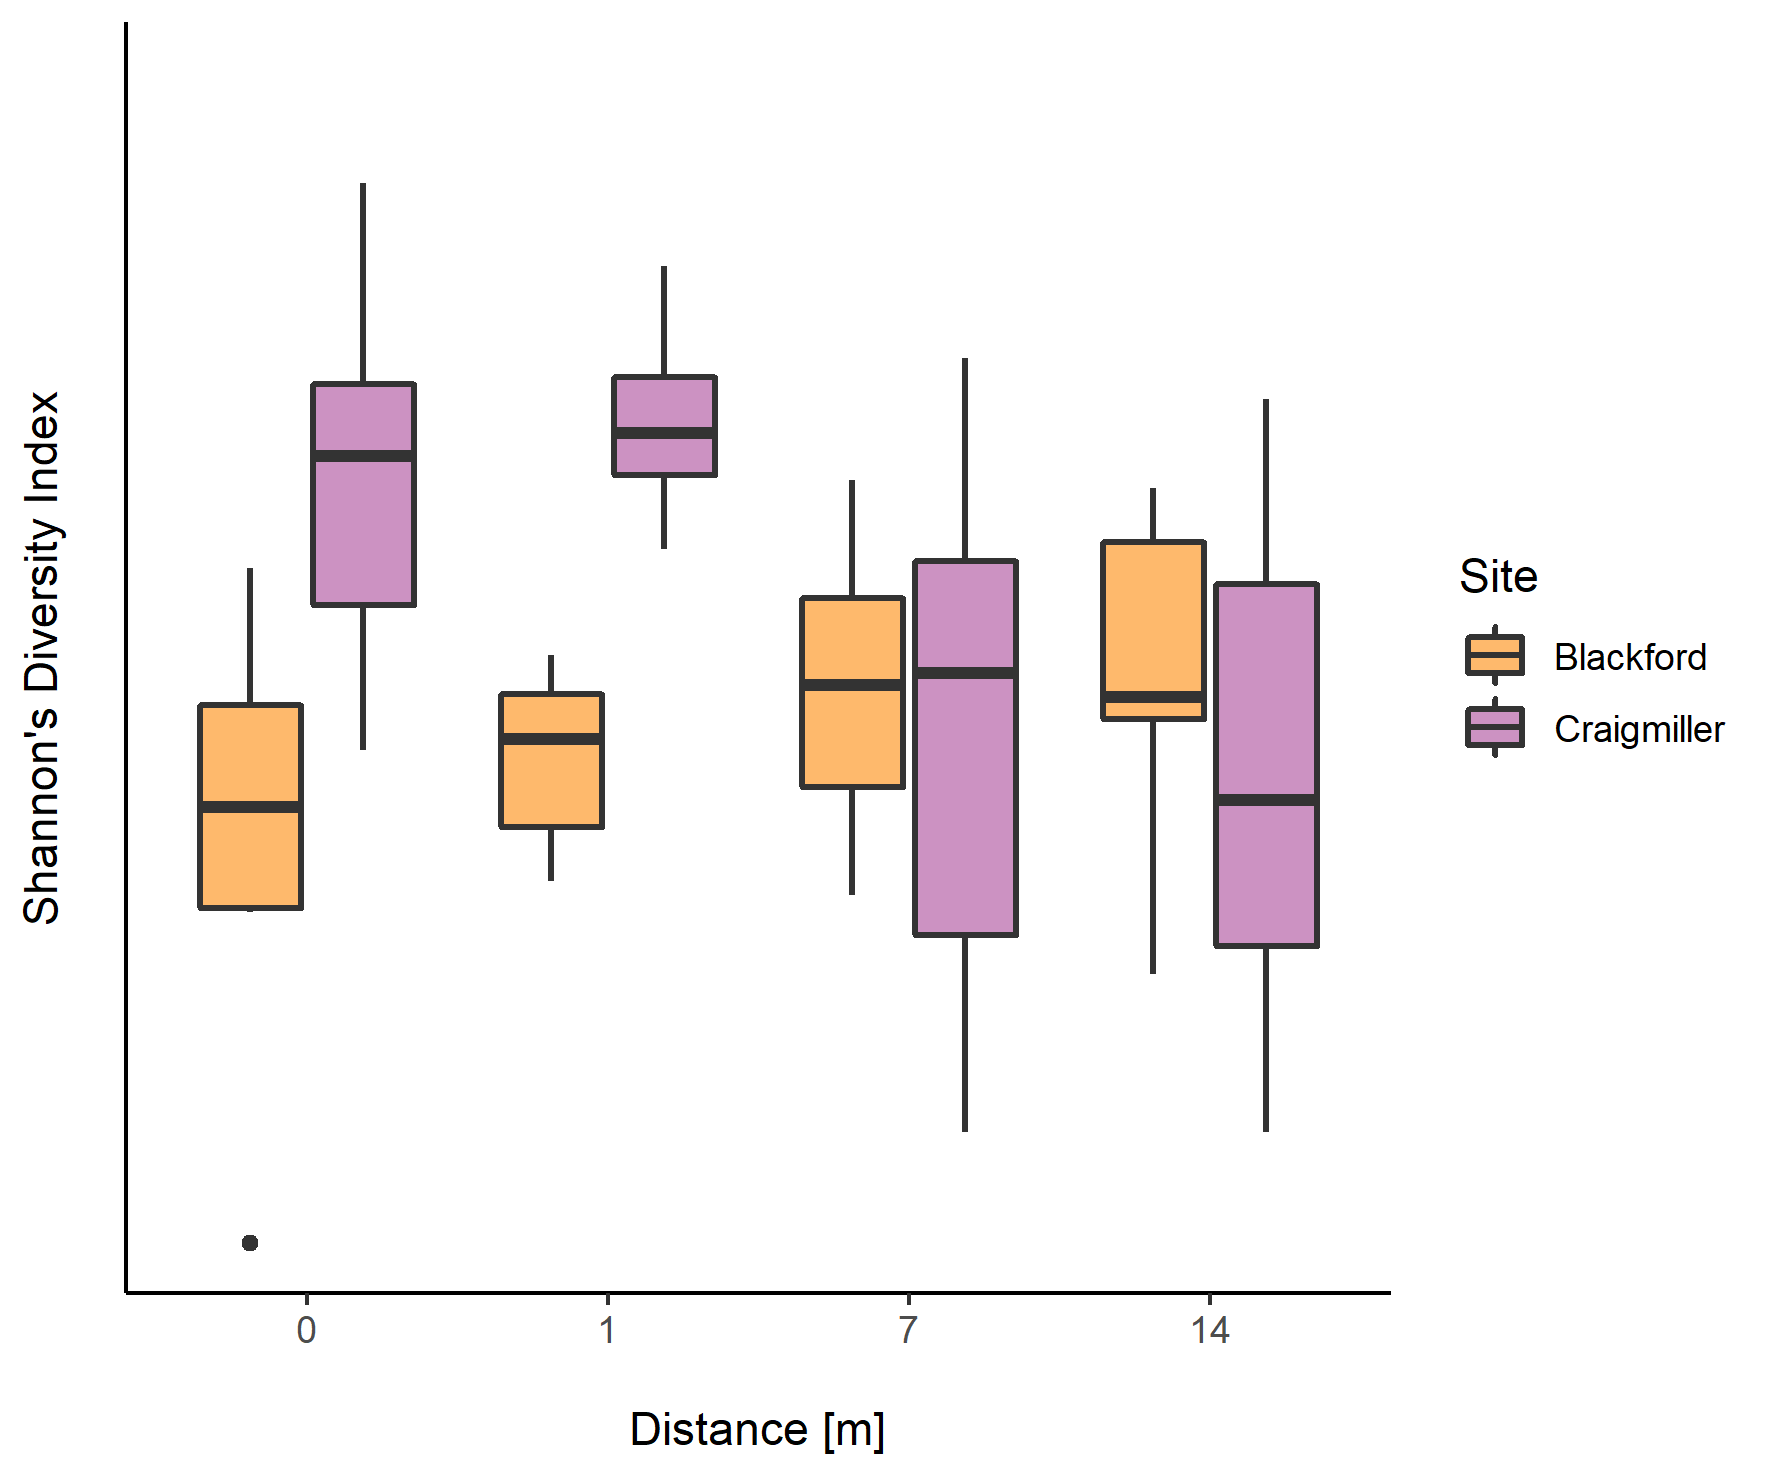 Shannon's Diversity Index
0 1 7 14
Distance [m]
Site
Blackford
Craigmiller